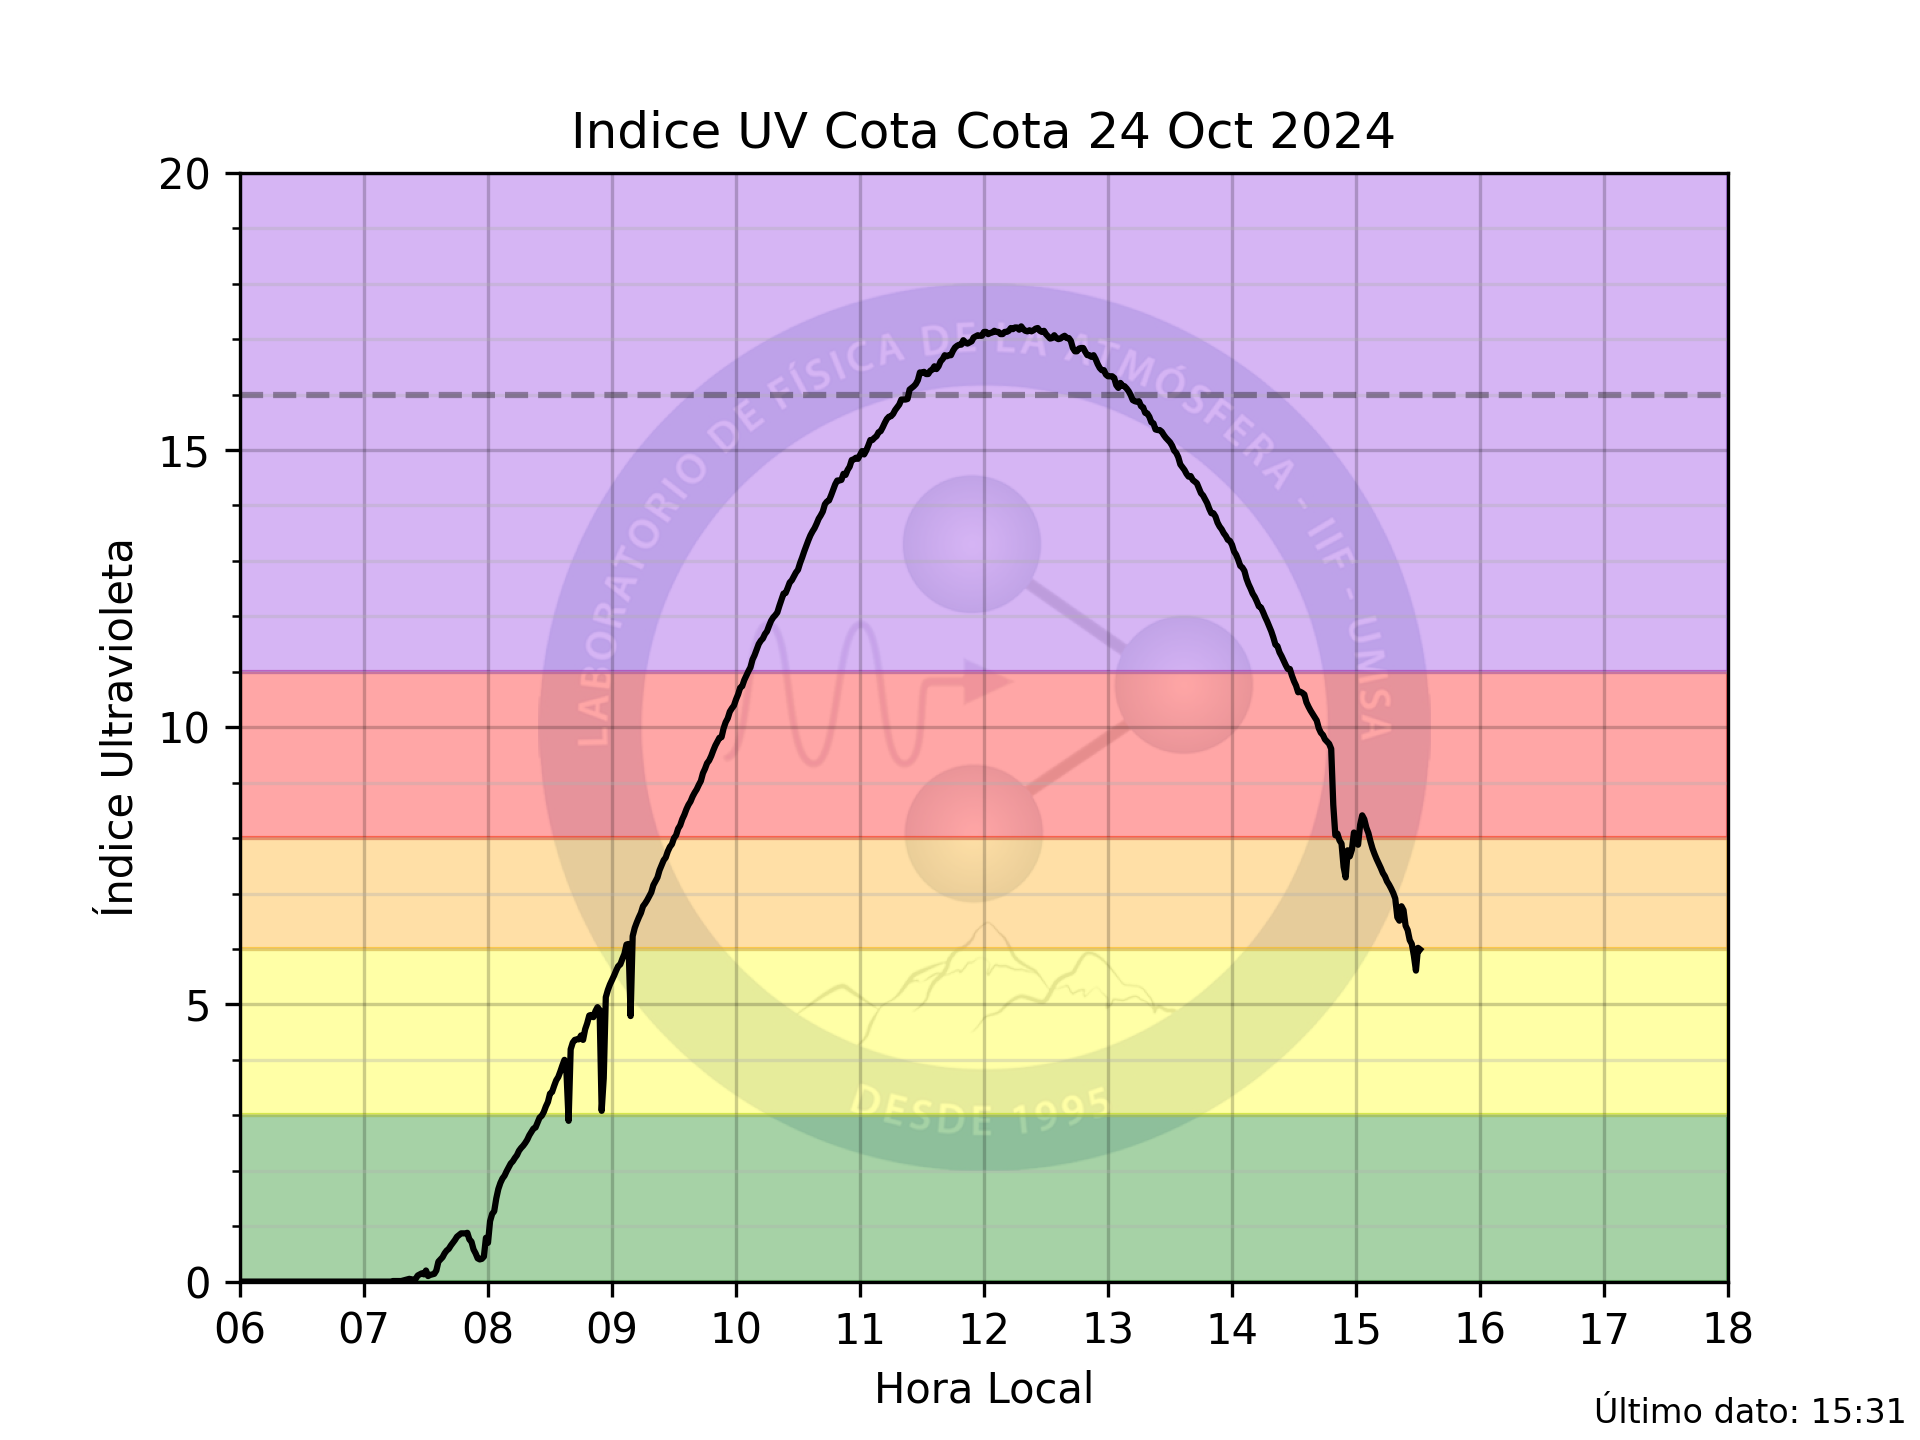 Indice UV Cota Cota 24 Oct 2024
20
15
10
5
0
Índice Ultravioleta
LABORATORIO DE FÍSICA DE LA ATMÓSFERA - IIF - UMSA
DESDE 1995
06 07 08 09 10 11 12 13 14 15 16 17 18
Hora Local
Último dato: 15:31